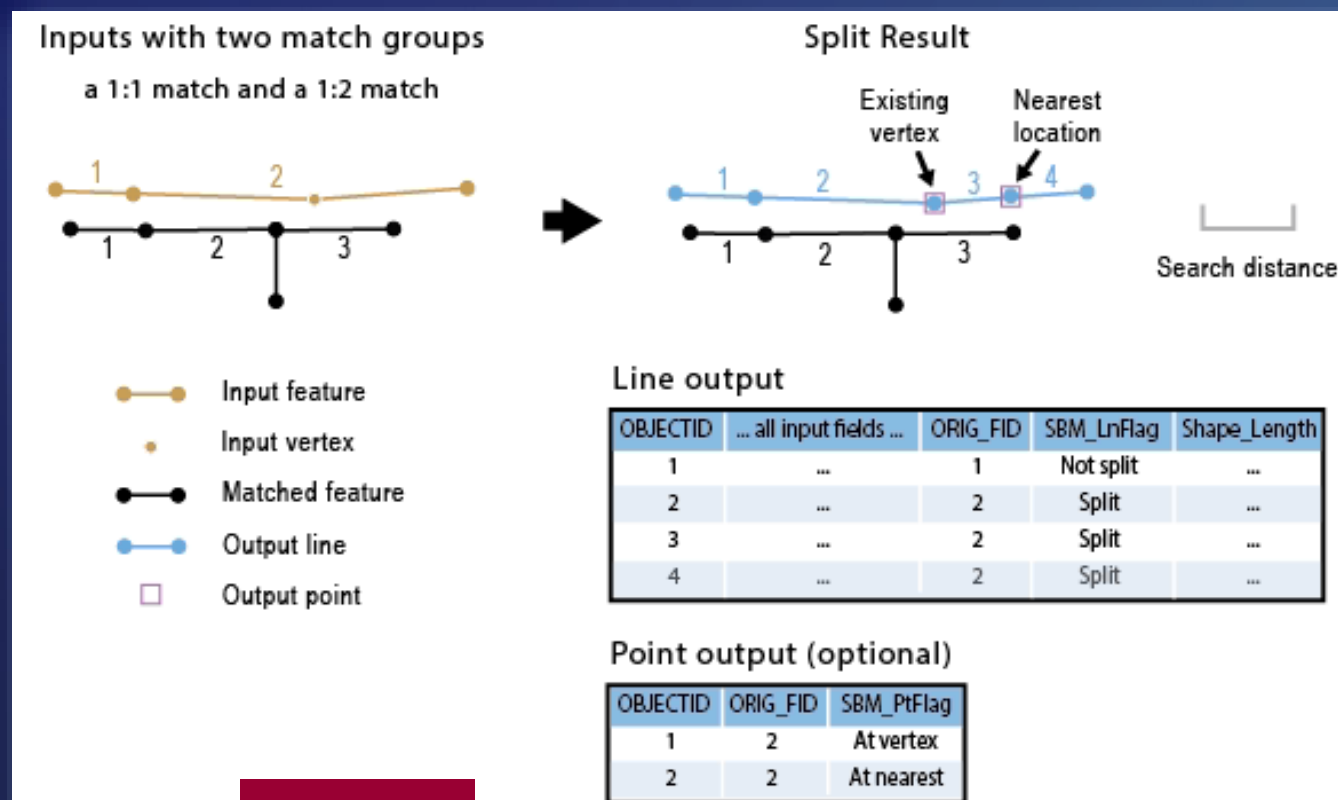 Inputs with two match groups
a 1:1 match and a 1:2 match
1 2
1 2 3
Split Result
Existing vertex
Nearest location
1 2 3 4
1 2 3
Search distance
Input feature
Input vertex
Matched feature
Output line
Output point
Line output
OBJECTID ... all input fields ... ORIG_FID SBM_LnFlag Shape_Length
1 ... 1 Not split ...
2 ... 2 Split ...
3 ... 2 Split ...
4 ... 2 Split ...
Point output (optional)
OBJECTID ORIG_FID SBM_PtFlag
1 2 At vertex
2 2 At nearest